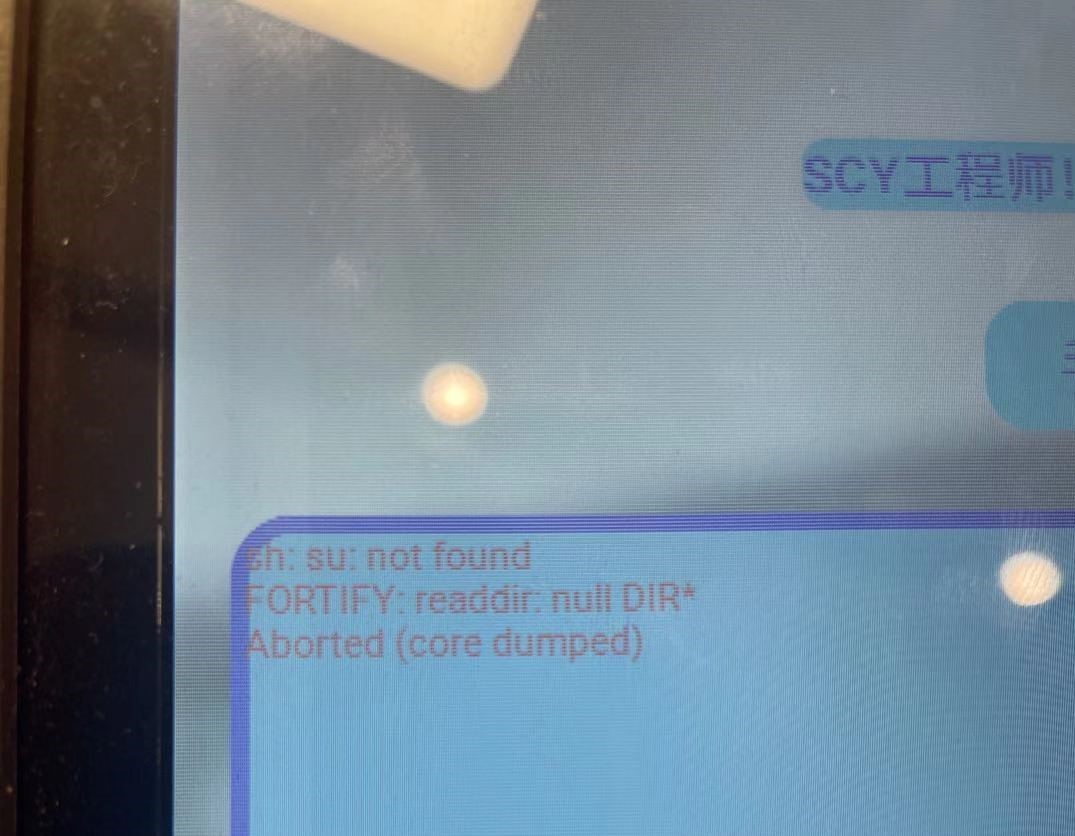 SCY工程师!
sh: su: not found
FORTIFY: readdir: null DIR*
Aborted (core dumped)